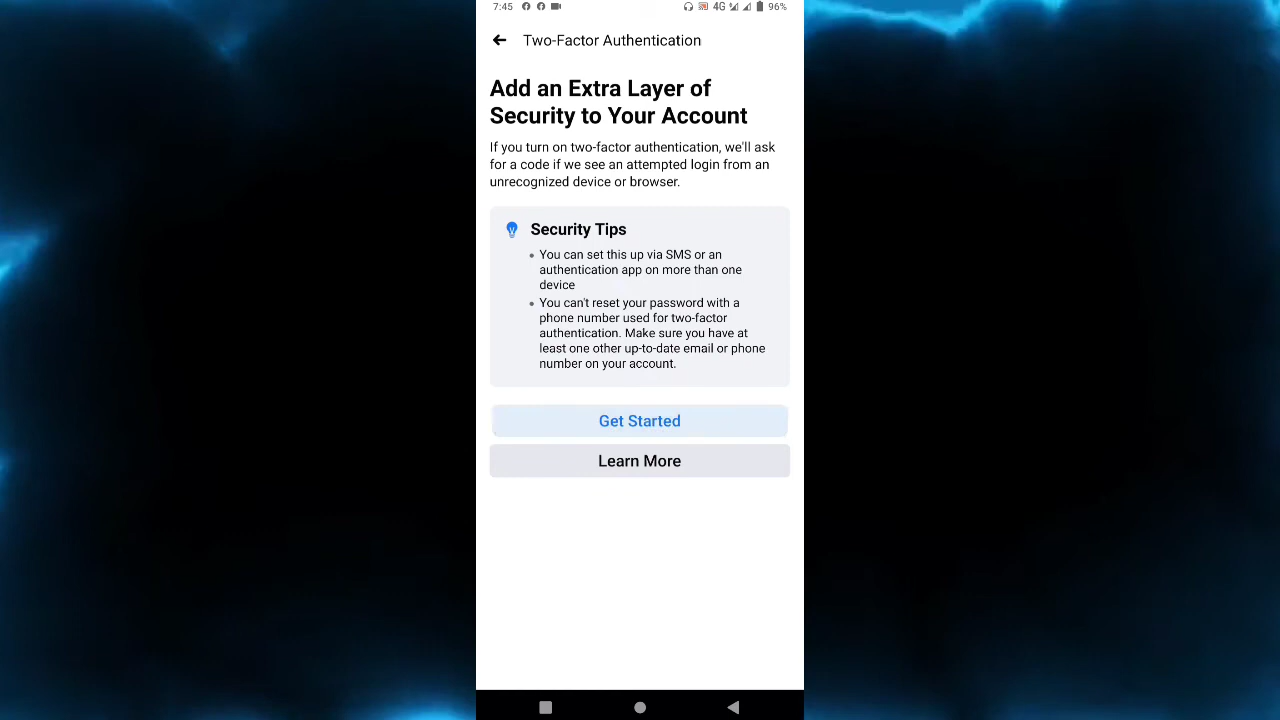 7:45 4G 96%
Two-Factor Authentication
Add an Extra Layer of
Security to Your Account
If you turn on two-factor authentication, we'll ask
for a code if we see an attempted login from an
unrecognized device or browser.
Security Tips
• You can set this up via SMS or an
authentication app on more than one
device
• You can't reset your password with a
phone number used for two-factor
authentication. Make sure you have at
least one other up-to-date email or phone
number on your account.
Get Started
Learn More